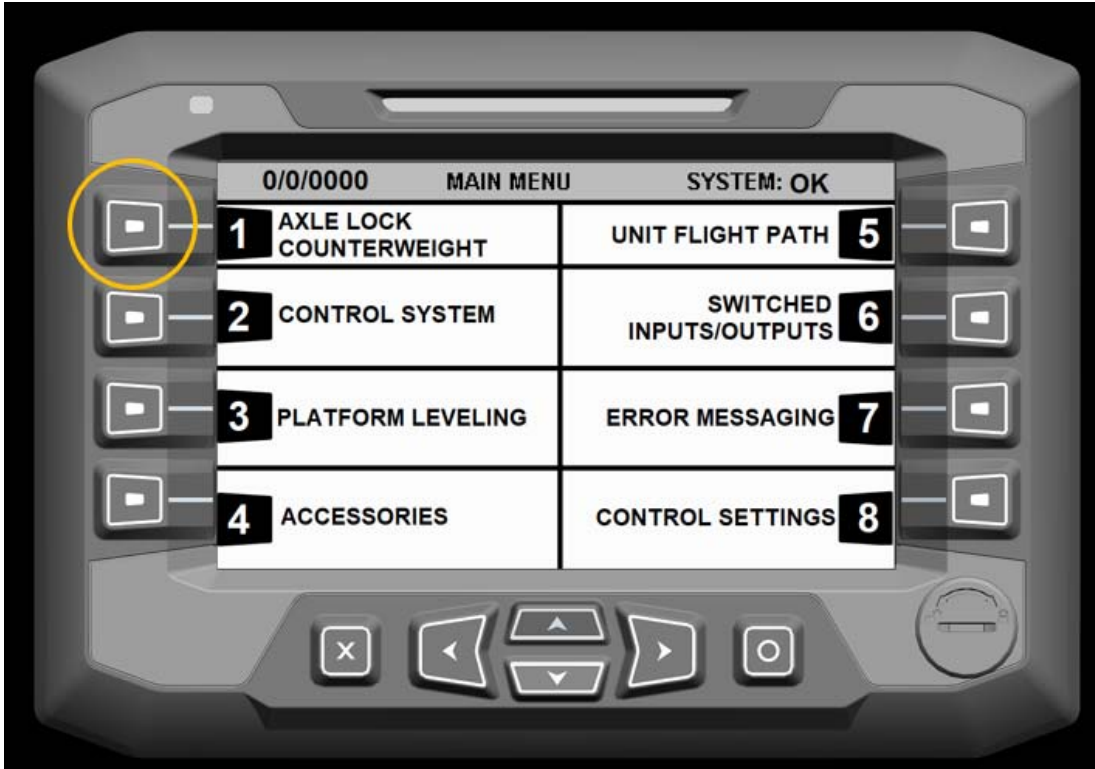 0/0/0000 MAIN MENU SYSTEM: OK
1 AXLE LOCK
COUNTERWEIGHT
UNIT FLIGHT PATH 5
2 CONTROL SYSTEM
SWITCHED
INPUTS/OUTPUTS 6
3 PLATFORM LEVELING
ERROR MESSAGING 7
4 ACCESSORIES
CONTROL SETTINGS 8
X O